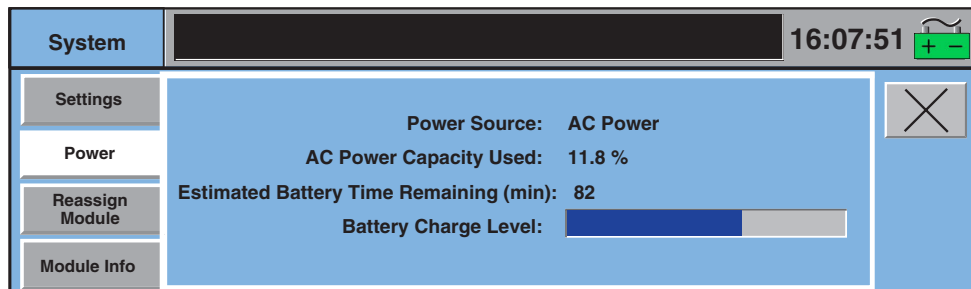 System
16:07:51
+ -
Settings
Power
Reassign
Module
Module Info
Power Source: AC Power
AC Power Capacity Used: 11.8 %
Estimated Battery Time Remaining (min): 82
Battery Charge Level: